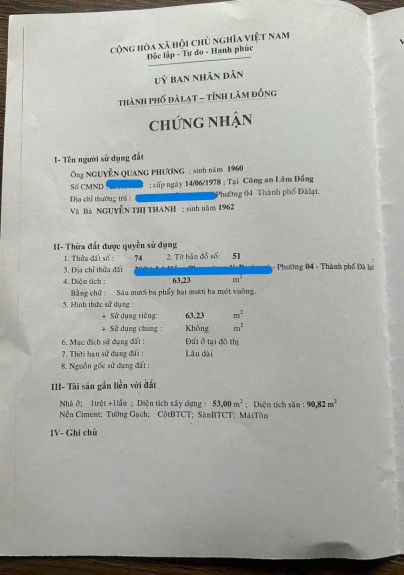 CỘNG HÒA XÃ HỘI CHỦ NGHĨA VIỆT NAM
Độc lập - Tự do - Hạnh phúc
UỶ BAN NHÂN DÂN
THÀNH PHỐ ĐÀLẠT – TỈNH LÂM ĐỒNG
CHỨNG NHẬN
I- Tên người sử dụng đất
Ông NGUYỄN QUANG PHƯƠNG ; sinh năm 1960
Số CMND ; cấp ngày 14/06/1978 ; Tại Công an Lâm Đồng
Địa chỉ thường trú : Phường 04 Thành phố Đàlạt.
Và Bà NGUYỄN THỊ THANH ; sinh năm 1962
II- Thửa đất được quyền sử dụng
1. Thửa đất số : 74 2. Tờ bản đồ số: 51
3. Địa chỉ thửa đất - Phường 04 - Thành phố Đà lạt
4. Diện tích : 63,23 m²
Bằng chữ : Sáu mươi ba phẩy hai mươi ba mét vuông.
5. Hình thức sử dụng :
+ Sử dụng riêng: 63,23 m²
+ Sử dụng chung : Không m²
6. Mục đích sử dụng đất : Đất ở tại đô thị
7. Thời hạn sử dụng đất : Lâu dài
8. Nguồn gốc sử dụng đất :
III- Tài sản gắn liền với đất
Nhà ở; 1trệt +1lầu ; Diện tích xây dựng : 53,00 m² ; Diện tích sàn : 90,82 m²
Nền Ciment; Tường Gạch; CộtBTCT; SànBTCT; MáiTôn
IV- Ghi chú